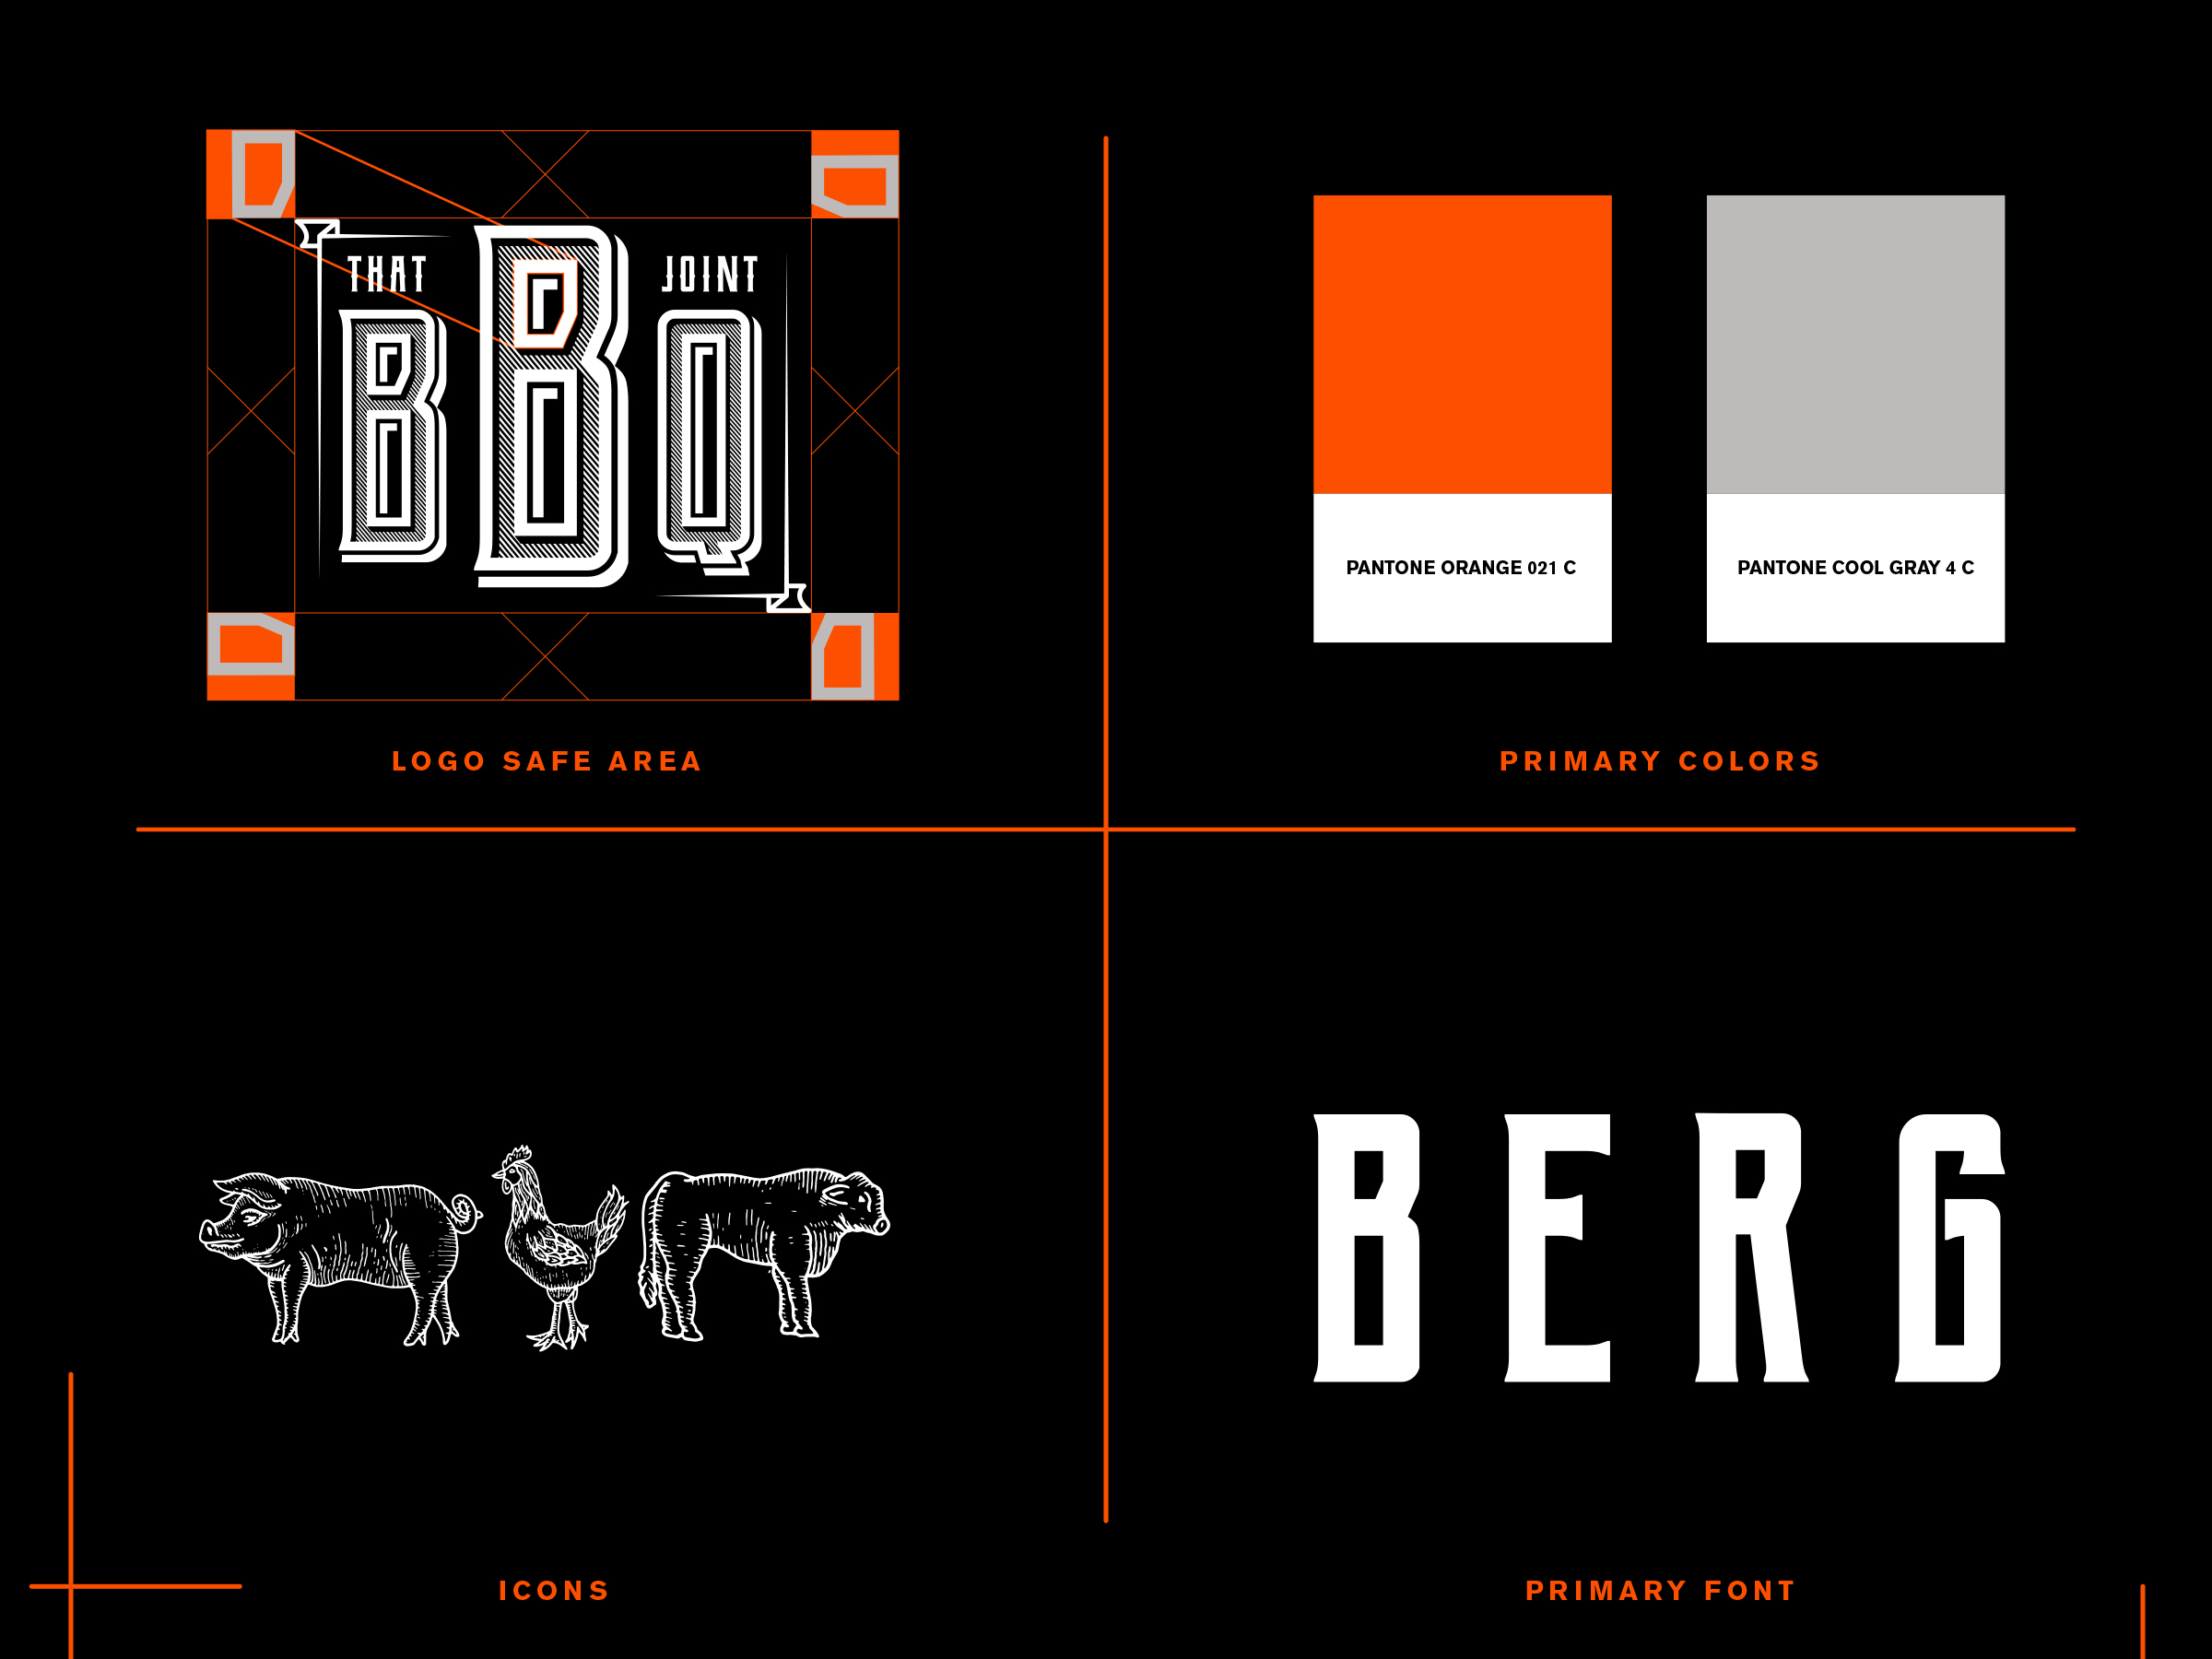 THAT JOINT
BBQ
LOGO SAFE AREA
PANTONE ORANGE 021 C
PANTONE COOL GRAY 4 C
PRIMARY COLORS
ICONS
BERG
PRIMARY FONT